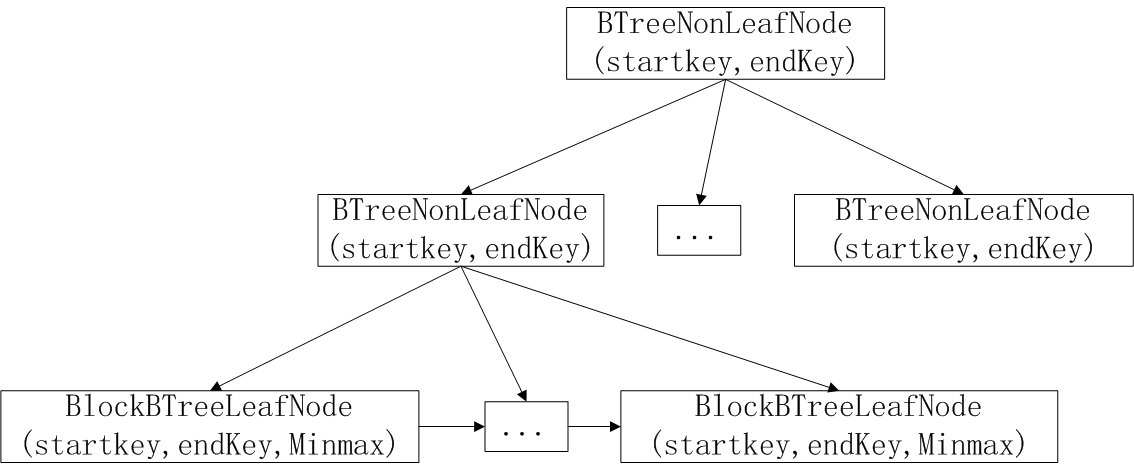 BTreeNonLeafNode
(startkey,endKey)
BTreeNonLeafNode
(startkey,endKey)
...
BTreeNonLeafNode
(startkey,endKey)
BlockBTreeLeafNode
(startkey,endKey,Minmax)
...
BlockBTreeLeafNode
(startkey,endKey,Minmax)